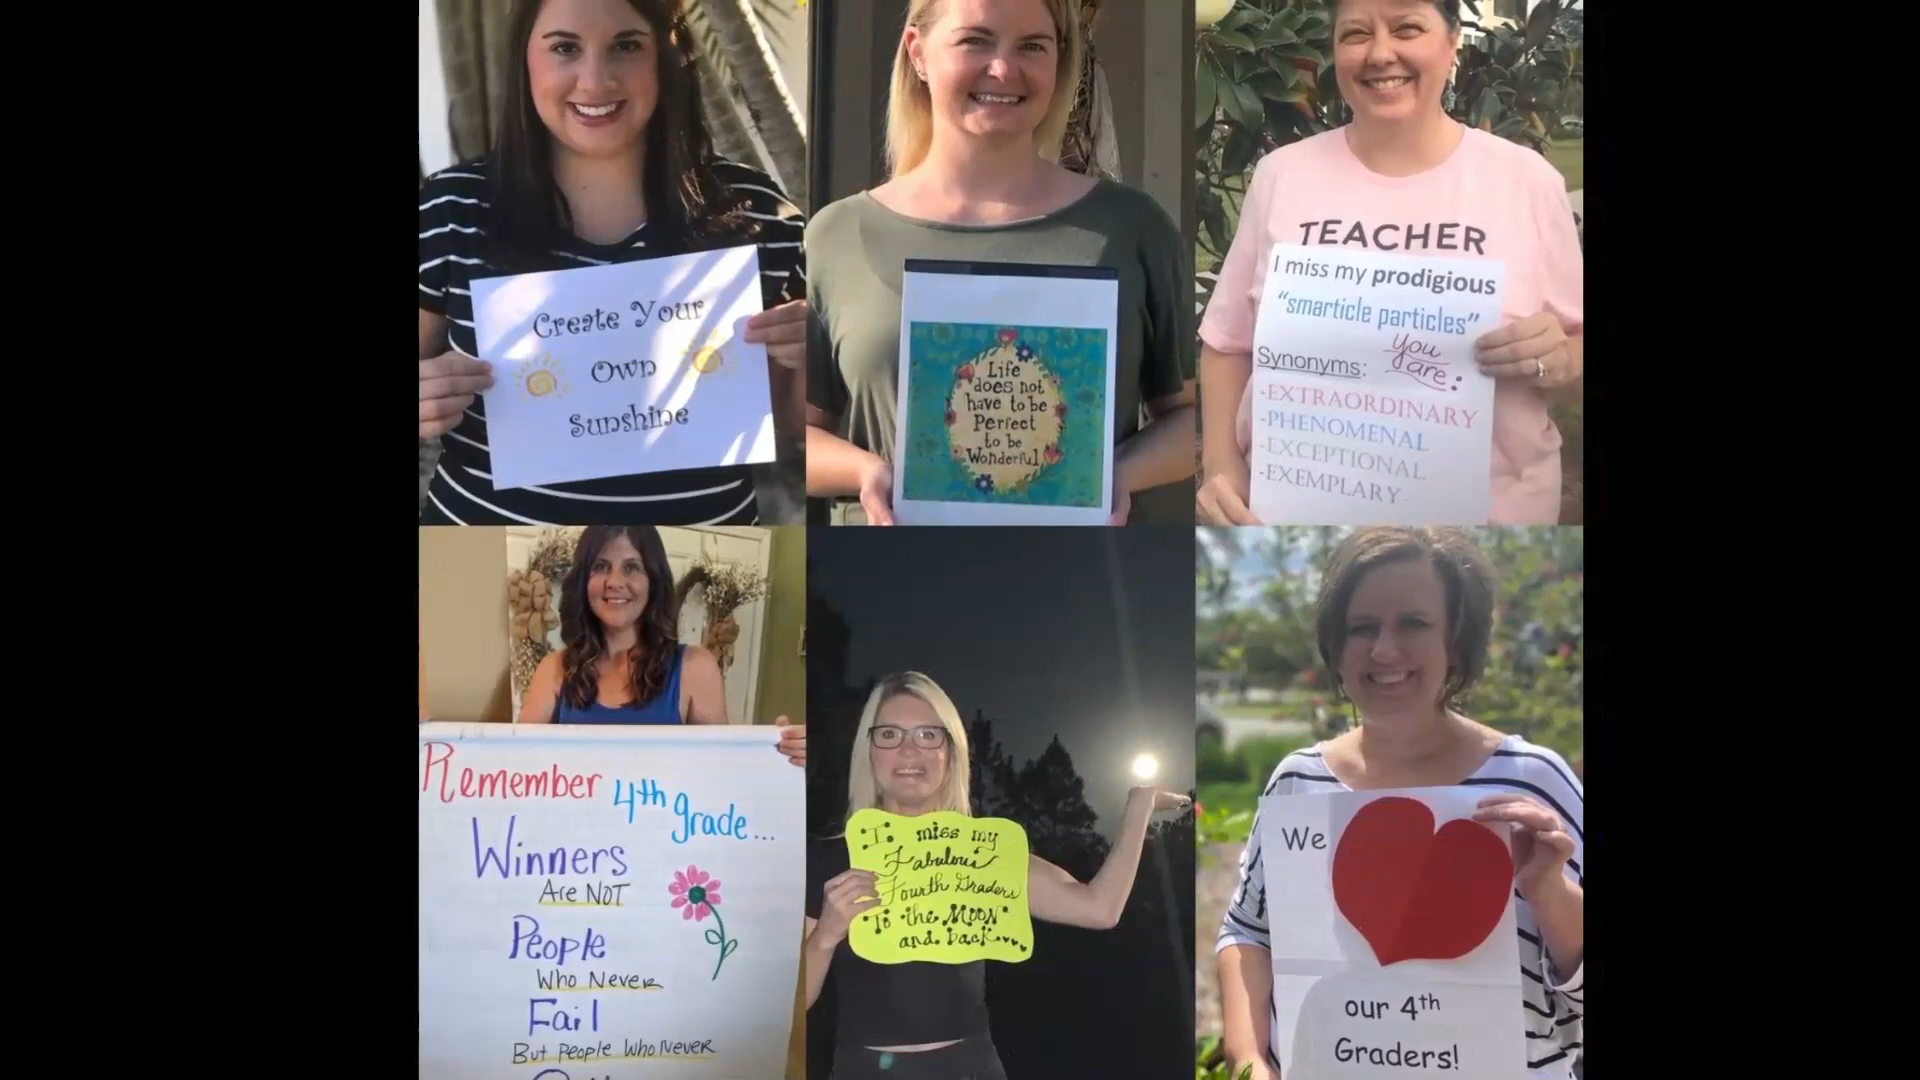 Create Your
Own
Sunshine
Life
does not
have to be
Perfect
to be
Wonderful.
TEACHER
I miss my prodigious
"smarticle particles"
you
Synonyms: are:
-EXTRAORDINARY
-PHENOMENAL
-EXCEPTIONAL
-EXEMPLARY
Remember 4th grade...
Winners
Are NOT
People
Who Never
Fail
But People Who Never
I miss my
Fabulous
Fourth Graders
To the Moon
and back....
We
our 4th
Graders!